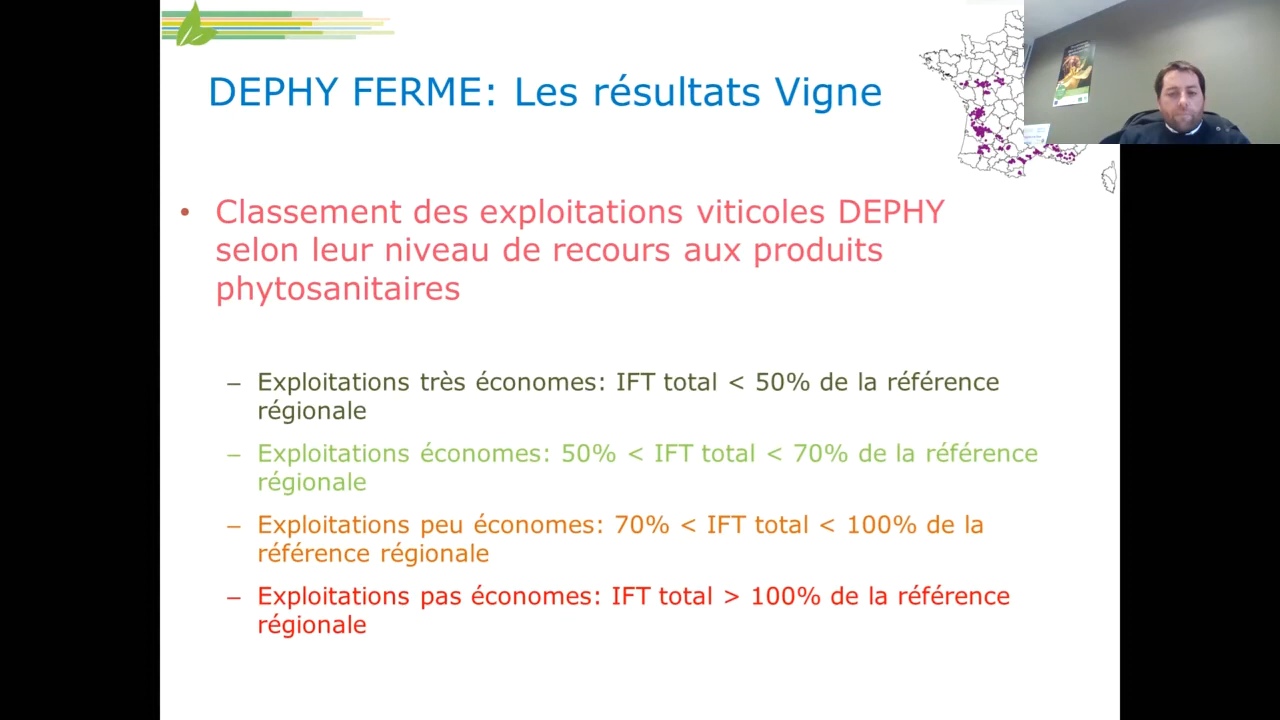 DEPHY FERME: Les résultats Vigne
• Classement des exploitations viticoles DEPHY
selon leur niveau de recours aux produits
phytosanitaires
– Exploitations très économes: IFT total < 50% de la référence
régionale
– Exploitations économes: 50% < IFT total < 70% de la référence
régionale
– Exploitations peu économes: 70% < IFT total < 100% de la
référence régionale
– Exploitations pas économes: IFT total > 100% de la référence
régionale